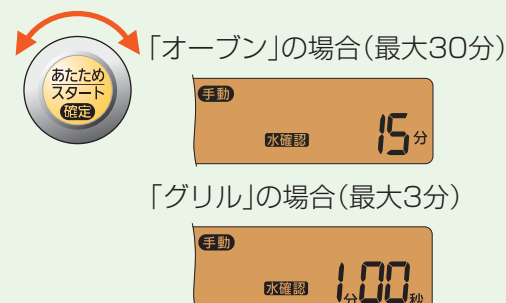 「オーブン」の場合(最大30分)
あたため
スタート
確定
手動
水確認 15分
「グリル」の場合(最大3分)
手動
水確認 1分00秒